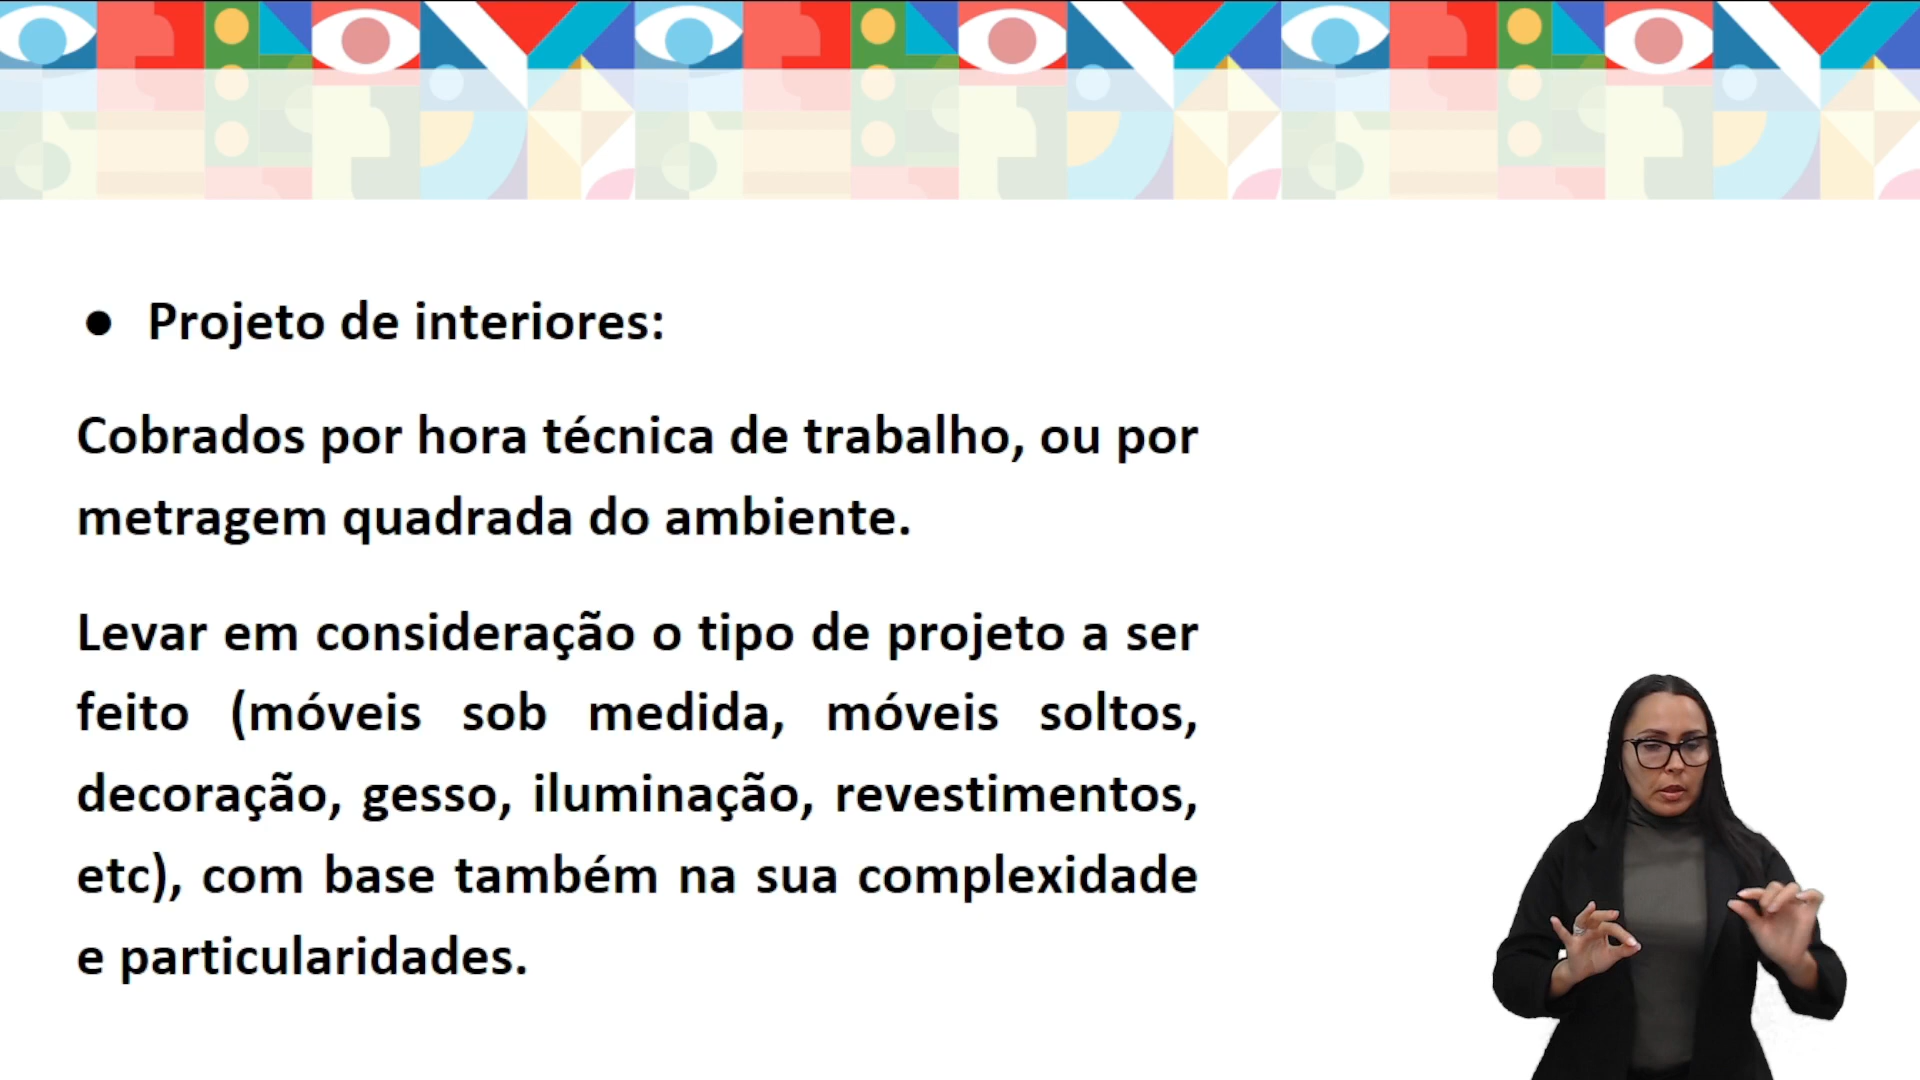 ● Projeto de interiores:
Cobrados por hora técnica de trabalho, ou por
metragem quadrada do ambiente.
Levar em consideração o tipo de projeto a ser
feito (móveis sob medida, móveis soltos,
decoração, gesso, iluminação, revestimentos,
etc), com base também na sua complexidade
e particularidades.